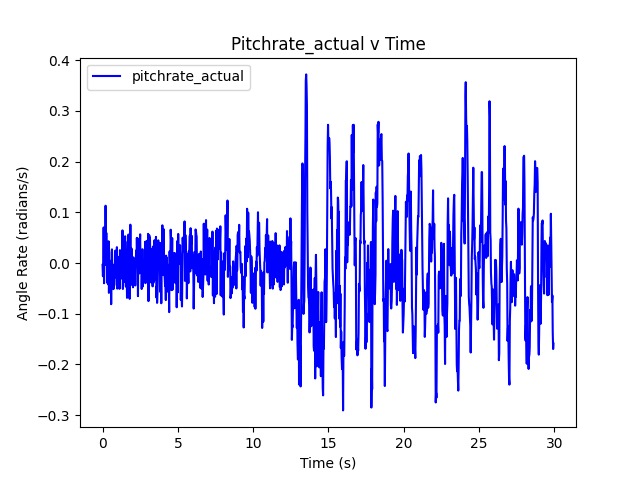 Pitchrate_actual v Time
pitchrate_actual
Angle Rate (radians/s)
0.4
0.3
0.2
0.1
0.0
−0.1
−0.2
−0.3
0 5 10 15 20 25 30
Time (s)